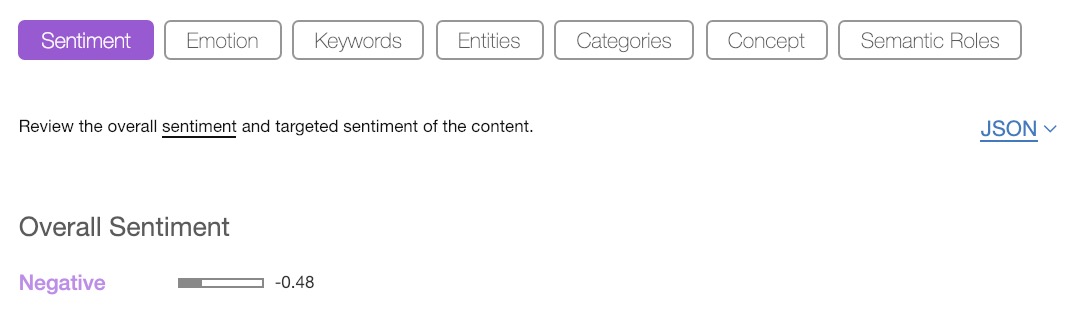 Sentiment Emotion Keywords Entities Categories Concept Semantic Roles
Review the overall sentiment and targeted sentiment of the content.
JSON
Overall Sentiment
Negative -0.48